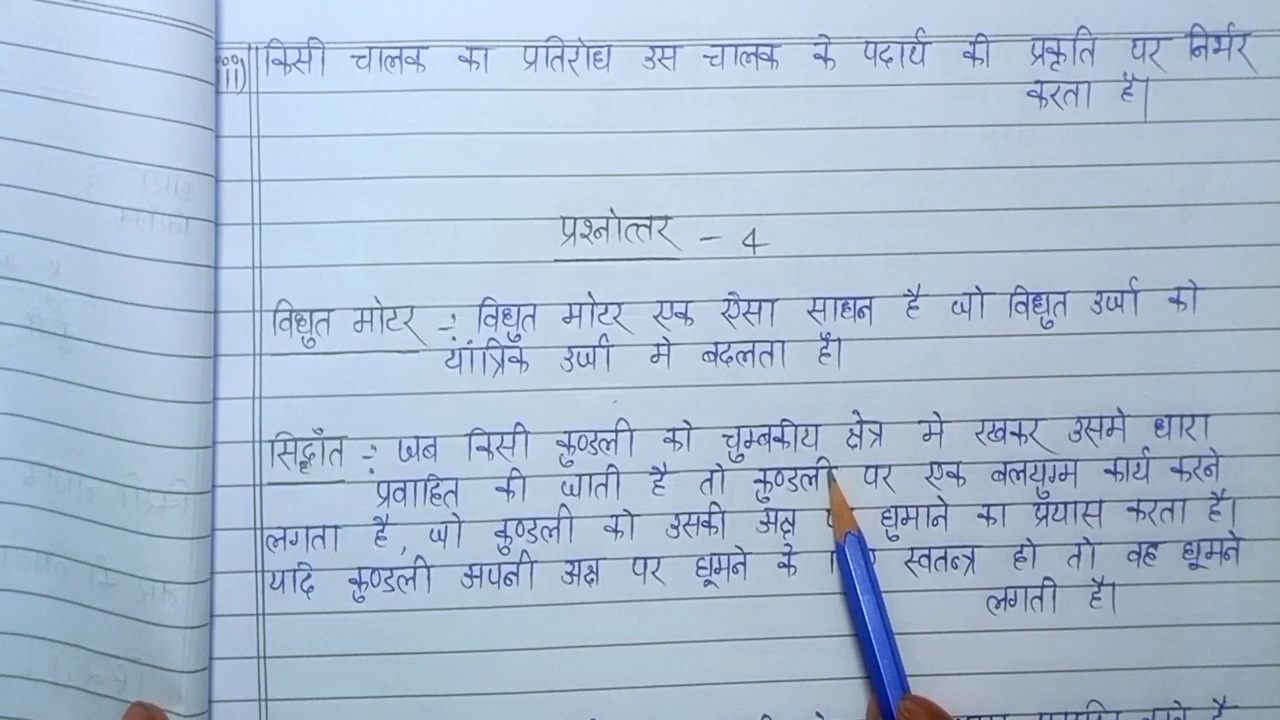 ii) किसी चालक का प्रतिरोध उस चालक के पदार्थ की प्रकृति पर निर्भर
करता है।
प्रश्नोत्तर - 4
विधुत मोटर :- विधुत मोटर एक ऐसा साधन है जो विधुत उर्जा को
यांत्रिक उर्जा मे बदलता है।
सिद्धाँत :- जब किसी कुण्डली को चुम्बकीय क्षेत्र मे रखकर उसमे धारा
प्रवाहित की जाती है तो कुण्डली पर एक बलयुग्म कार्य करने
लगता है, जो कुण्डली को उसकी अक्ष घुमाने का प्रयास करता है।
यदि कुण्डली अपनी अक्ष पर घूमने के स्वतन्त्र हो तो वह घूमने
लगती है।